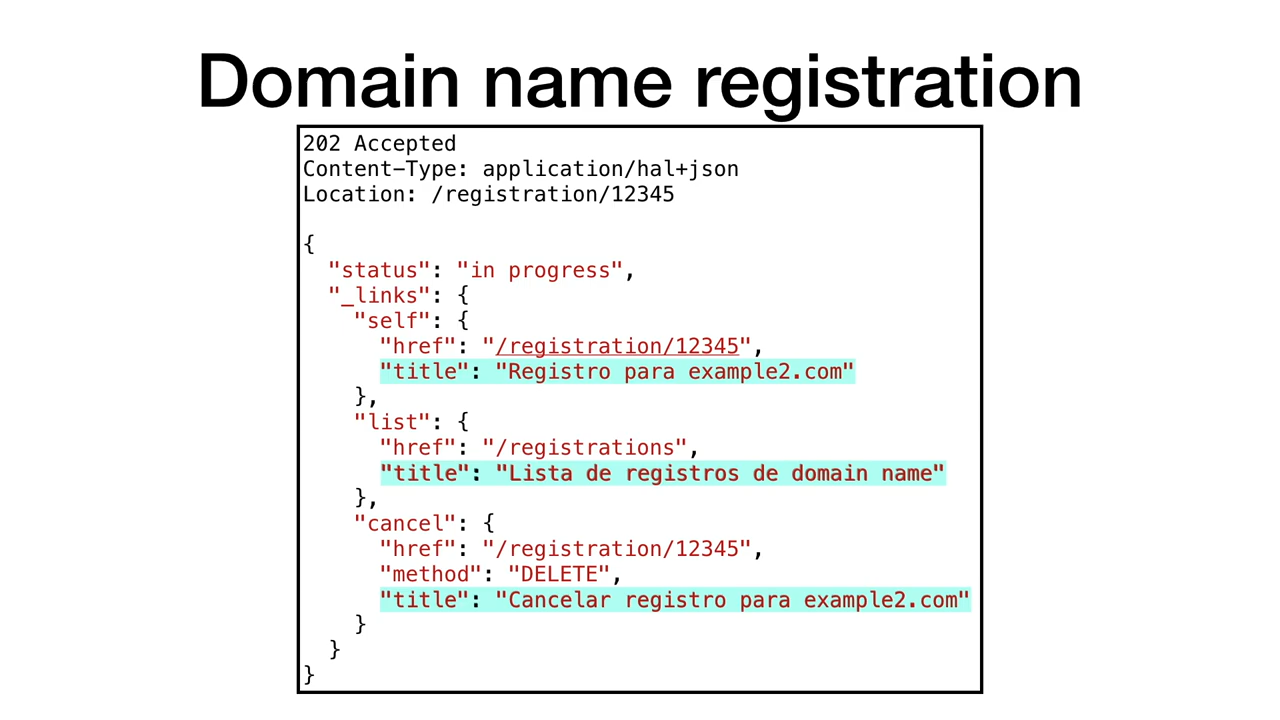 Domain name registration
202 Accepted
Content-Type: application/hal+json
Location: /registration/12345
{
  "status": "in progress",
  "_links": {
    "self": {
      "href": "/registration/12345",
      "title": "Registro para example2.com"
    },
    "list": {
      "href": "/registrations",
      "title": "Lista de registros de domain name"
    },
    "cancel": {
      "href": "/registration/12345",
      "method": "DELETE",
      "title": "Cancelar registro para example2.com"
    }
  }
}